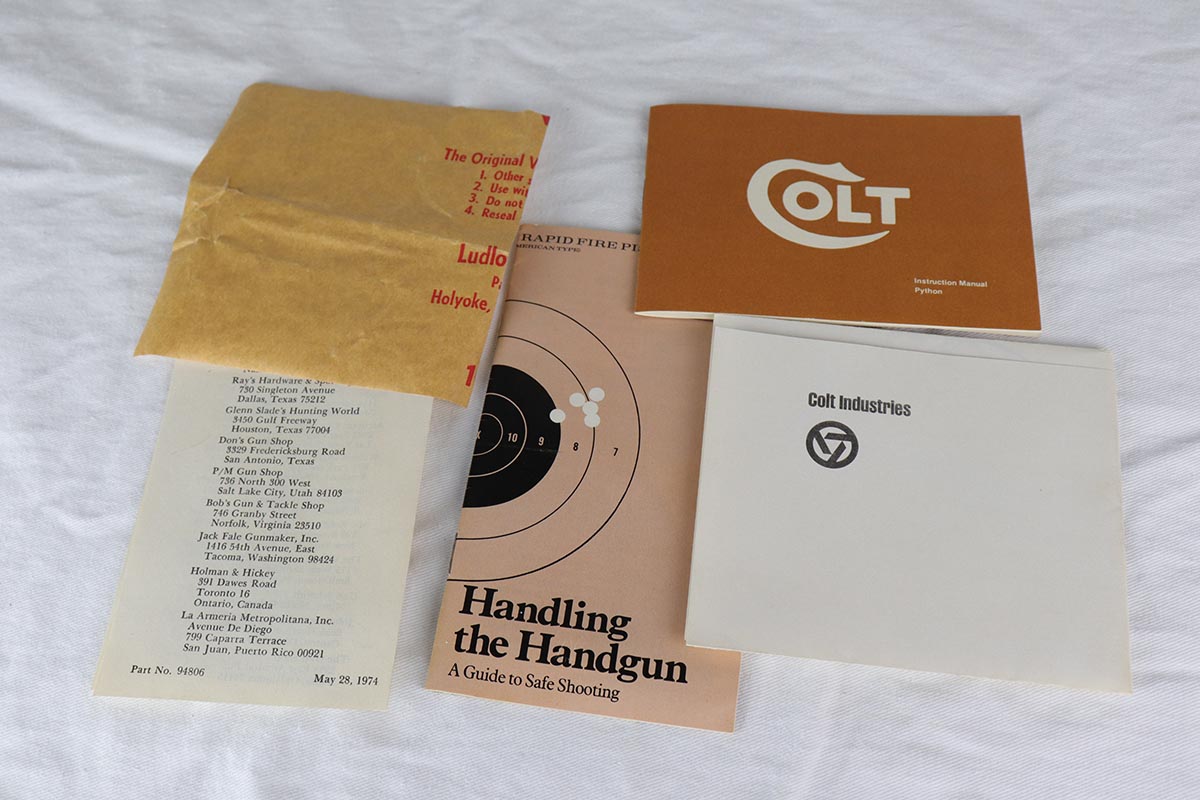 The Original
1. Other
2. Use
3. Do not
4. Reseal
Ludlo
Holyoke,
1
COLT
Instruction Manual
Python
RAPID FIRE
MERICAN TYPE
X 10 9 8 7
Handling
the Handgun
A Guide to Safe Shooting
Colt Industries
Ray's Hardware &
730 Singleton Avenue
Dallas, Texas 75212
Glenn Slade's Hunting World
3450 Gulf Freeway
Houston, Texas 77004
Don's Gun Shop
3329 Fredericksburg Road
San Antonio, Texas
P/M Gun Shop
736 North 300 West
Salt Lake City, Utah 84103
Bob's Gun & Tackle Shop
746 Granby Street
Norfolk, Virginia 23510
Jack Fale Gunmaker, Inc.
1416 54th Avenue, East
Tacoma, Washington 98424
Holman & Hickey
391 Dawes Road
Toronto 16
Ontario, Canada
La Armeria Metropolitana, Inc.
Avenue De Diego
799 Caparra Terrace
San Juan, Puerto Rico 00921
Part No. 94806
May 28, 1974